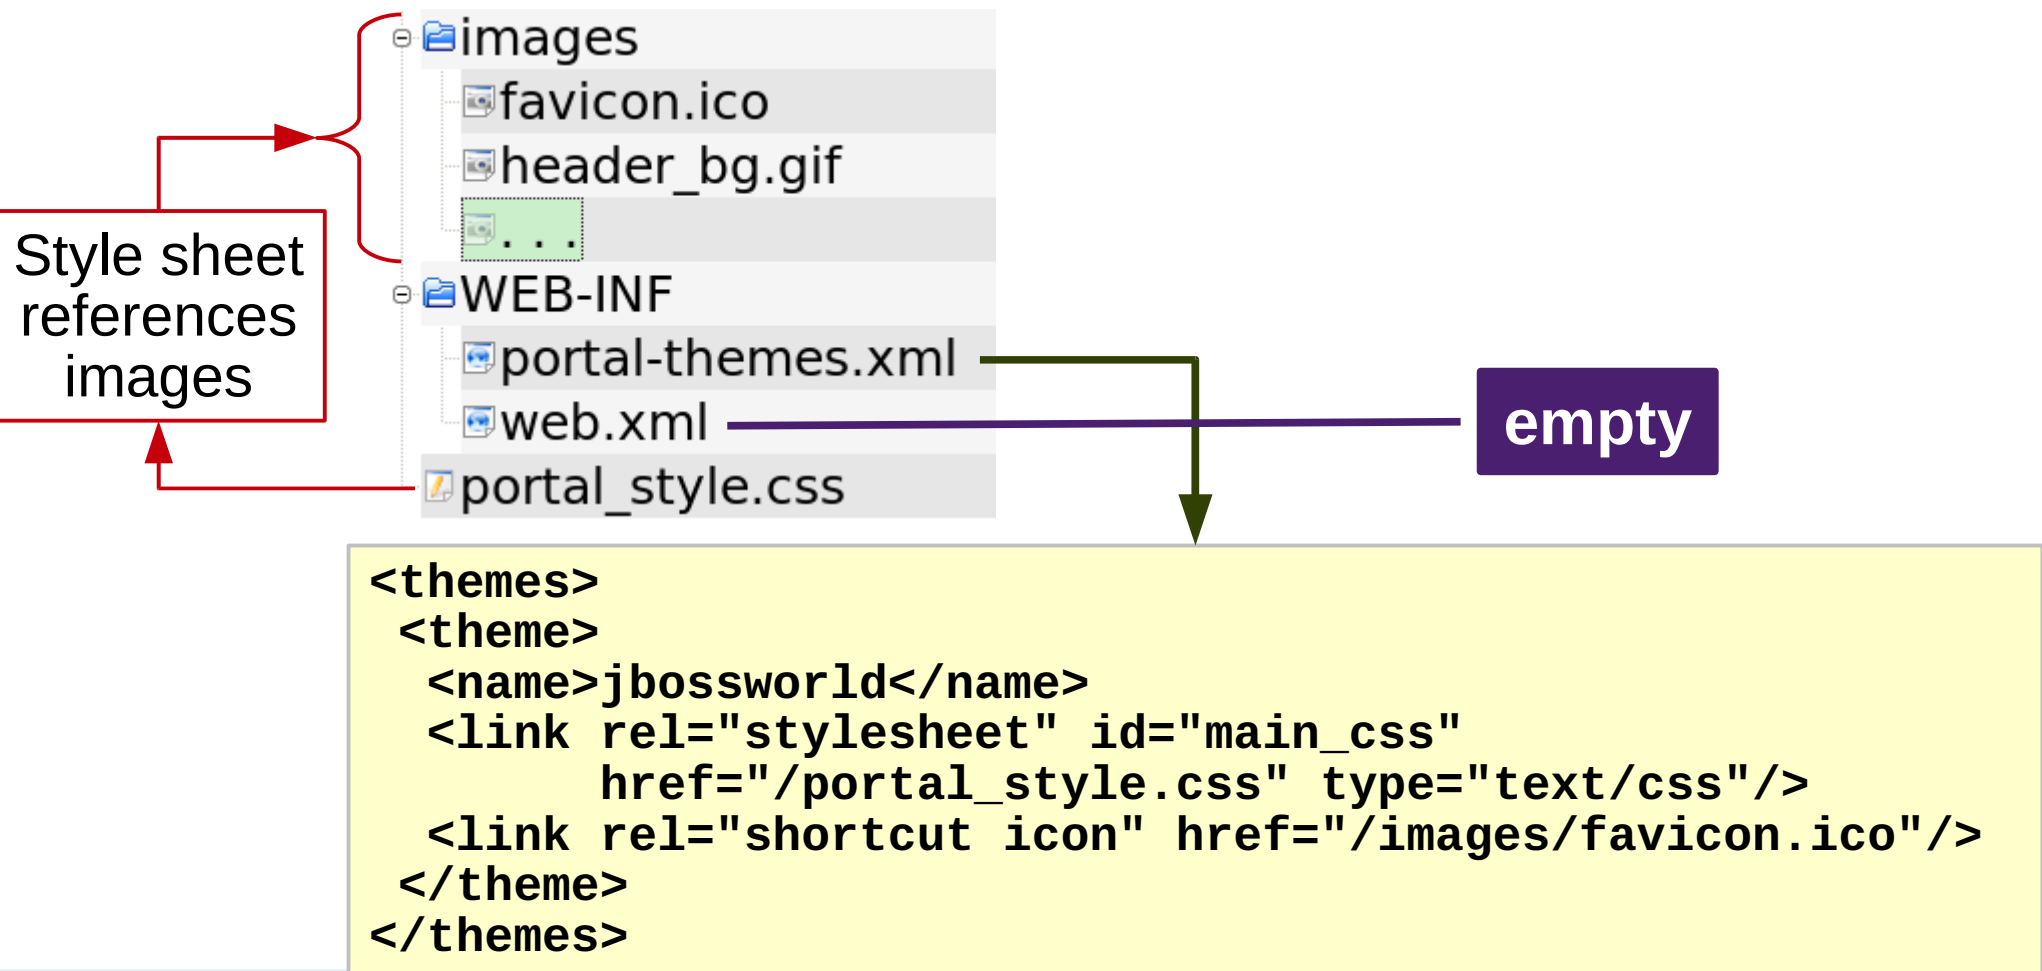 images
favicon.ico
header_bg.gif
. . .
WEB-INF
portal-themes.xml
web.xml
portal_style.css
Style sheet
references
images
empty
<themes>
 <theme>
  <name>jbossworld</name>
  <link rel="stylesheet" id="main_css"
        href="/portal_style.css" type="text/css"/>
  <link rel="shortcut icon" href="/images/favicon.ico"/>
 </theme>
</themes>